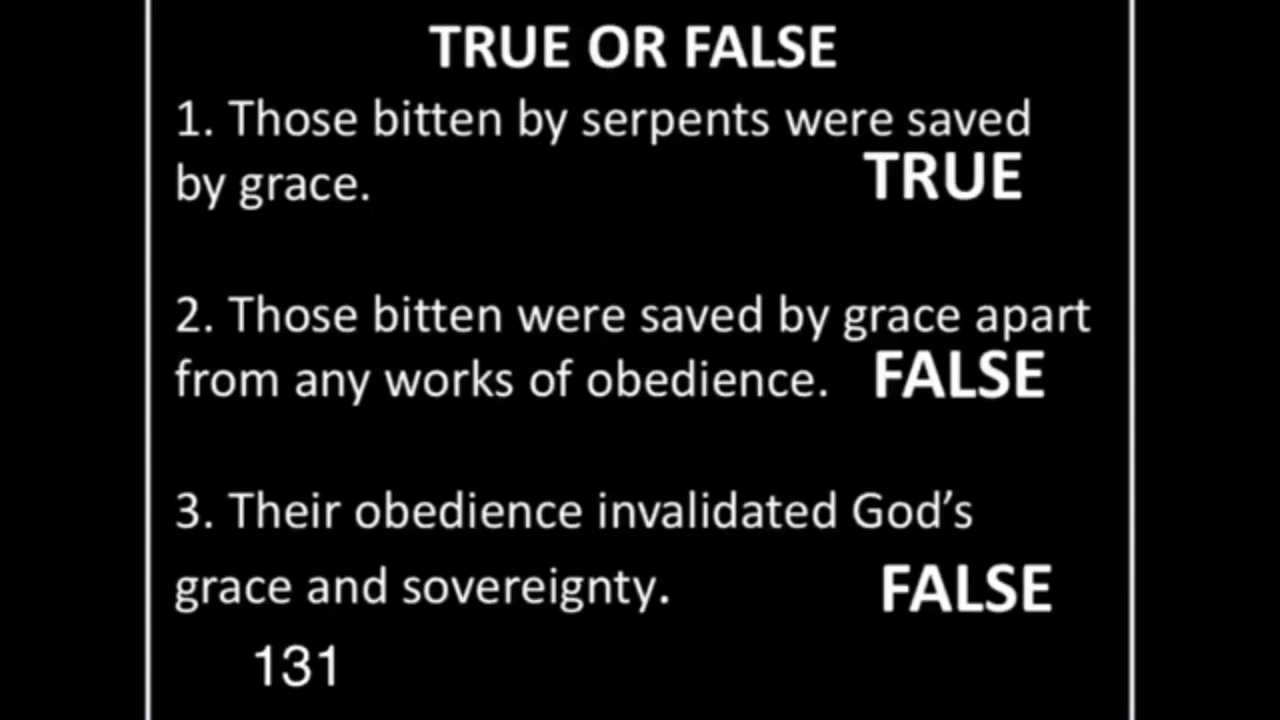 TRUE OR FALSE
1. Those bitten by serpents were saved
by grace. TRUE
2. Those bitten were saved by grace apart
from any works of obedience. FALSE
3. Their obedience invalidated God’s
grace and sovereignty. FALSE
131